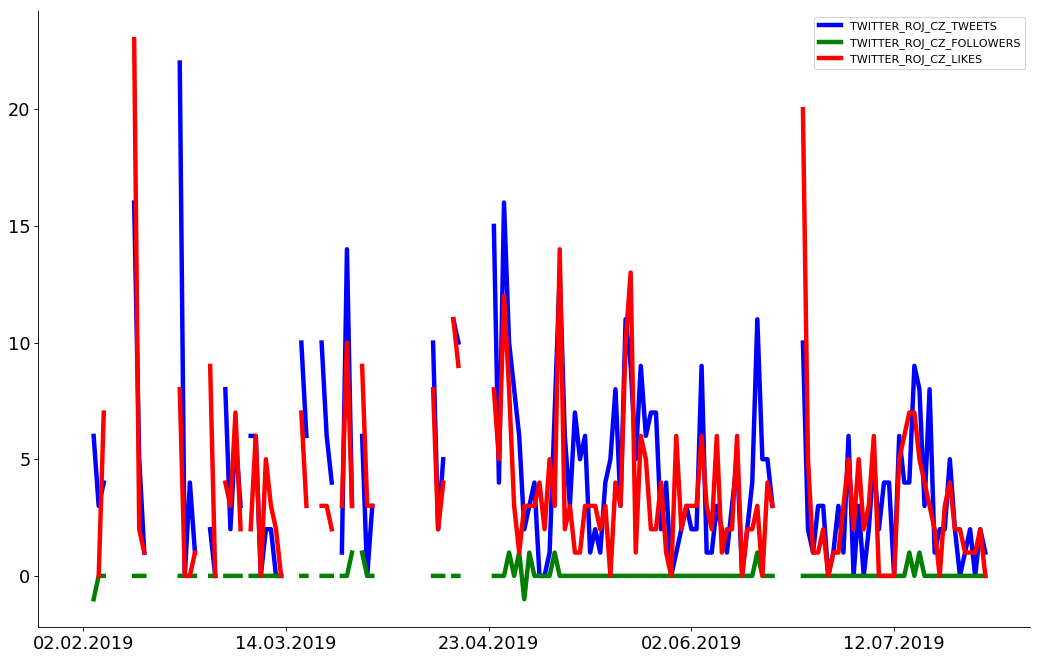 TWITTER_ROJ_CZ_TWEETS
TWITTER_ROJ_CZ_FOLLOWERS
TWITTER_ROJ_CZ_LIKES
20
15
10
5
0
02.02.2019 14.03.2019 23.04.2019 02.06.2019 12.07.2019